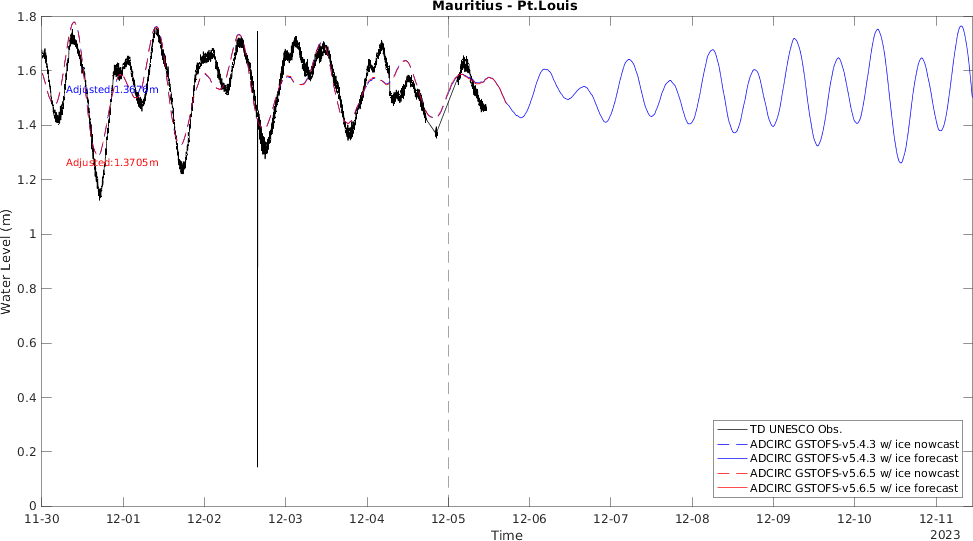 Mauritius - Pt.Louis
Water Level (m)
1.8
1.6
1.4
1.2
1
0.8
0.6
0.4
0.2
0
Adjusted:1.3676m
Adjusted:1.3705m
TD UNESCO Obs.
ADCIRC GSTOFS-v5.4.3 w/ ice nowcast
ADCIRC GSTOFS-v5.4.3 w/ ice forecast
ADCIRC GSTOFS-v5.6.5 w/ ice nowcast
ADCIRC GSTOFS-v5.6.5 w/ ice forecast
11-30 12-01 12-02 12-03 12-04 12-05 12-06 12-07 12-08 12-09 12-10 12-11
Time
2023